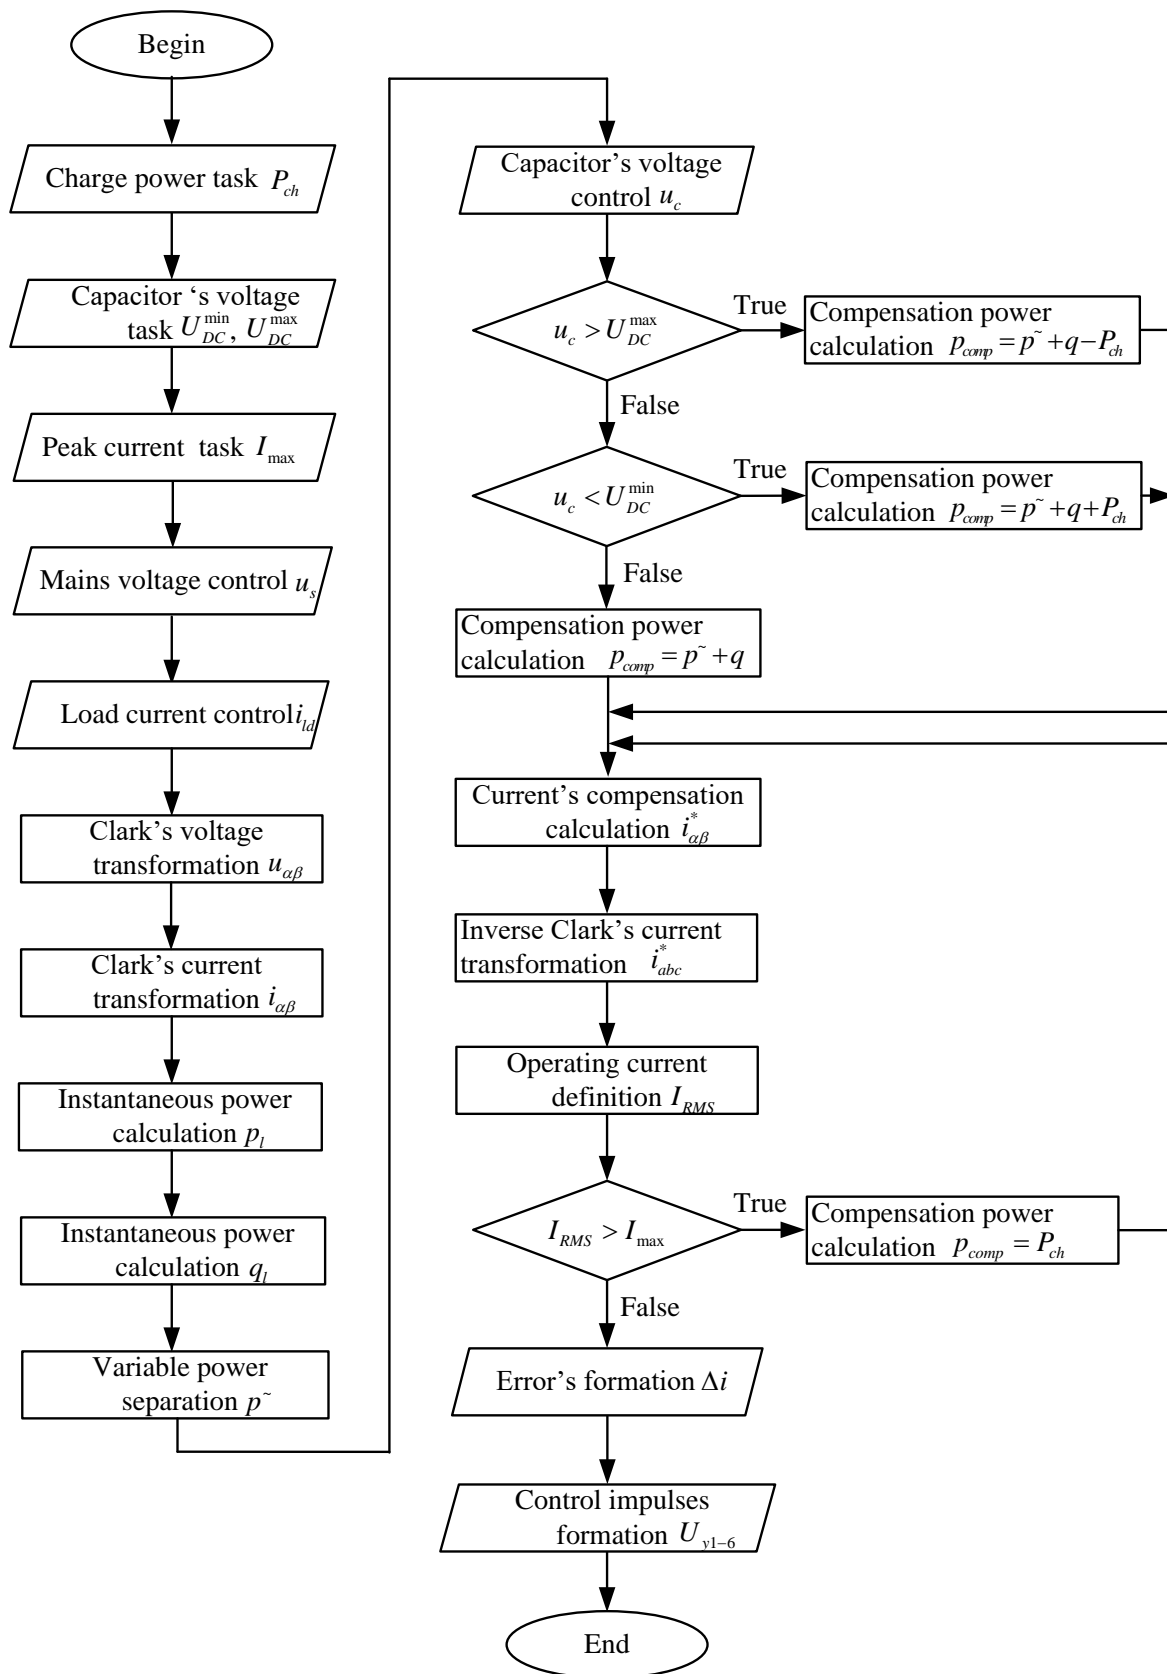 Begin
Charge power task P_ch
Capacitor ‘s voltage
task U_DC^min, U_DC^max
Peak current task I_max
Mains voltage control u_s
Load current control i_ld
Clark’s voltage
transformation u_αβ
Clark’s current
transformation i_αβ
Instantaneous power
calculation p_l
Instantaneous power
calculation q_l
Variable power
separation p^~
Capacitor’s voltage
control u_c
u_c > U_DC^max
True
Compensation power
calculation p_comp = p^~ + q − P_ch
False
u_c < U_DC^min
True
Compensation power
calculation p_comp = p^~ + q + P_ch
False
Compensation power
calculation p_comp = p^~ + q
Current’s compensation
calculation i_αβ^*
Inverse Clark’s current
transformation i_abc^*
Operating current
definition I_RMS
I_RMS > I_max
True
Compensation power
calculation p_comp = P_ch
False
Error’s formation Δi
Control impulses
formation U_y1−6
End